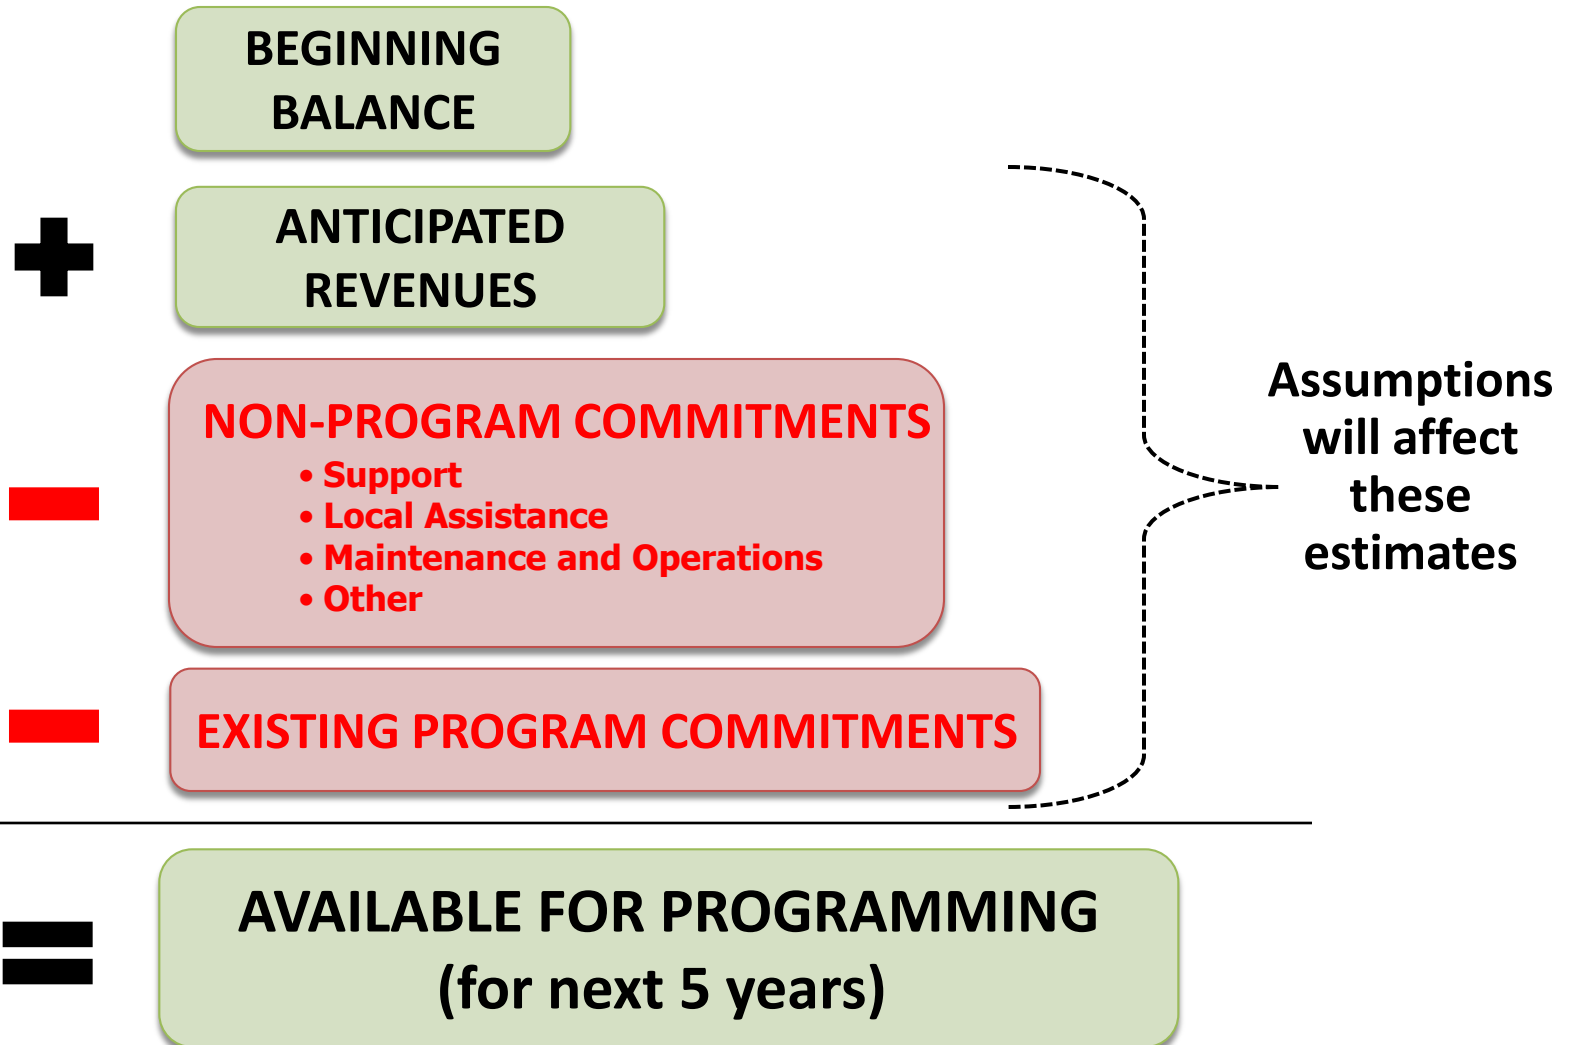 BEGINNING
BALANCE
ANTICIPATED
REVENUES
NON-PROGRAM COMMITMENTS
• Support
• Local Assistance
• Maintenance and Operations
• Other
EXISTING PROGRAM COMMITMENTS
Assumptions
will affect
these
estimates
AVAILABLE FOR PROGRAMMING
(for next 5 years)